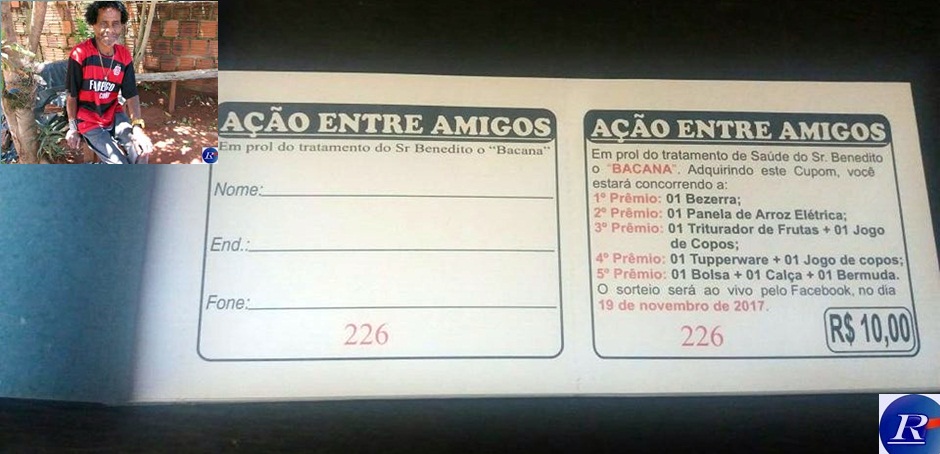 AÇÃO ENTRE AMIGOS
Em prol do tratamento do Sr Benedito o "Bacana"
Nome:
End.:
Fone:
226
AÇÃO ENTRE AMIGOS
Em prol do tratamento de Saúde do Sr. Benedito
o "BACANA". Adquirindo este Cupom, você
estará concorrendo a:
1º Prêmio: 01 Bezerra;
2º Prêmio: 01 Panela de Arroz Elétrica;
3º Prêmio: 01 Triturador de Frutas + 01 Jogo
de Copos;
4º Prêmio: 01 Tupperware + 01 Jogo de copos;
5º Prêmio: 01 Bolsa + 01 Calça + 01 Bermuda.
O sorteio será ao vivo pelo Facebook, no dia
19 de novembro de 2017.
226
R$ 10,00
R
R